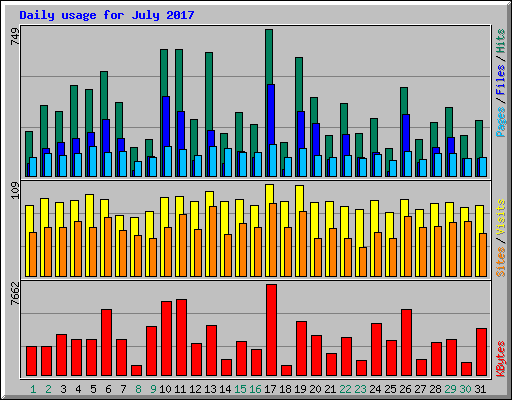 Daily usage for July 2017
749
Pages / Files / Hits
109
Sites / Visits
7662
KBytes
1 2 3 4 5 6 7 8 9 10 11 12 13 14 15 16 17 18 19 20 21 22 23 24 25 26 27 28 29 30 31